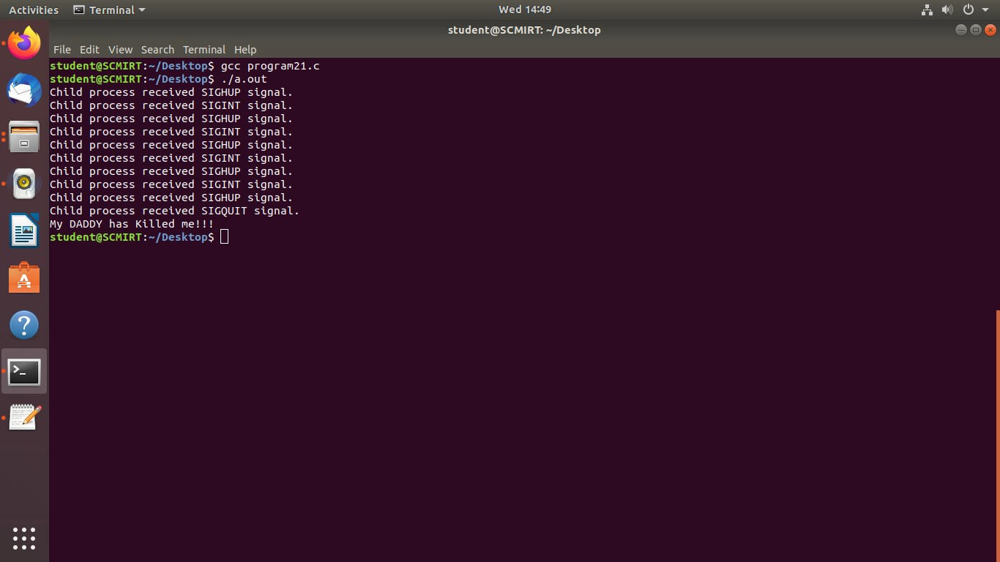 Activities Terminal Wed 14:49
student@SCMIRT: ~/Desktop
File Edit View Search Terminal Help
student@SCMIRT:~/Desktop$ gcc program21.c
student@SCMIRT:~/Desktop$ ./a.out
Child process received SIGHUP signal.
Child process received SIGINT signal.
Child process received SIGHUP signal.
Child process received SIGINT signal.
Child process received SIGHUP signal.
Child process received SIGINT signal.
Child process received SIGHUP signal.
Child process received SIGINT signal.
Child process received SIGHUP signal.
Child process received SIGQUIT signal.
My DADDY has Killed me!!!
student@SCMIRT:~/Desktop$